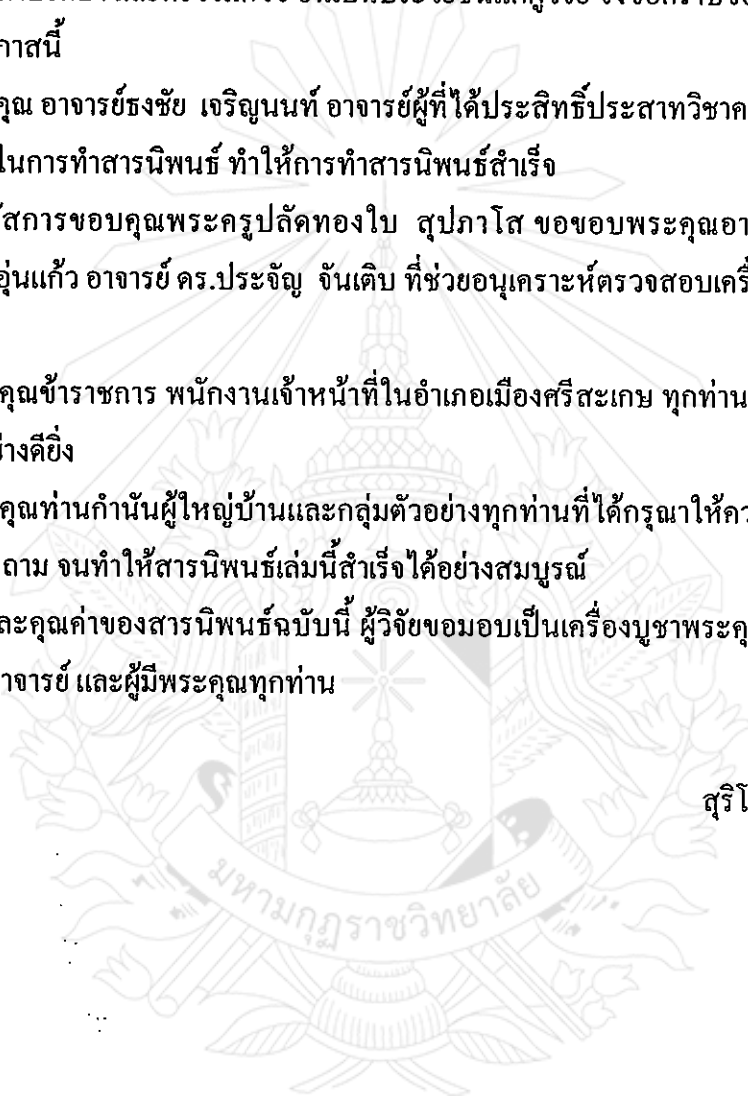 กาสนี้
คุณ อาจารย์ธงชัย เจริญนนท์ อาจารย์ผู้ที่ได้ประสิทธิ์ประสาทวิชาค
ในการทำสารนิพนธ์ ทำให้การทำสารนิพนธ์สำเร็จ
ัสการขอบคุณพระครูปลัดทองใบ สุปภาโส ขอขอบพระคุณอา
อุ่นแก้ว อาจารย์ ดร.ประจัญ จันเติบ ที่ช่วยอนุเคราะห์ตรวจสอบเครื่
คุณข้าราชการ พนักงานเจ้าหน้าที่ในอำเภอเมืองศรีสะเกษ ทุกท่าน
ย่างดียิ่ง
คุณท่านกำนันผู้ใหญ่บ้านและกลุ่มตัวอย่างทุกท่านที่ได้กรุณาให้คว
ถาม จนทำให้สารนิพนธ์เล่มนี้สำเร็จได้อย่างสมบูรณ์
ละคุณค่าของสารนิพนธ์ฉบับนี้ ผู้วิจัยขอมอบเป็นเครื่องบูชาพระคุ
าจารย์ และผู้มีพระคุณทุกท่าน
สุริโ
มหามกุฏราชวิทยาลัย